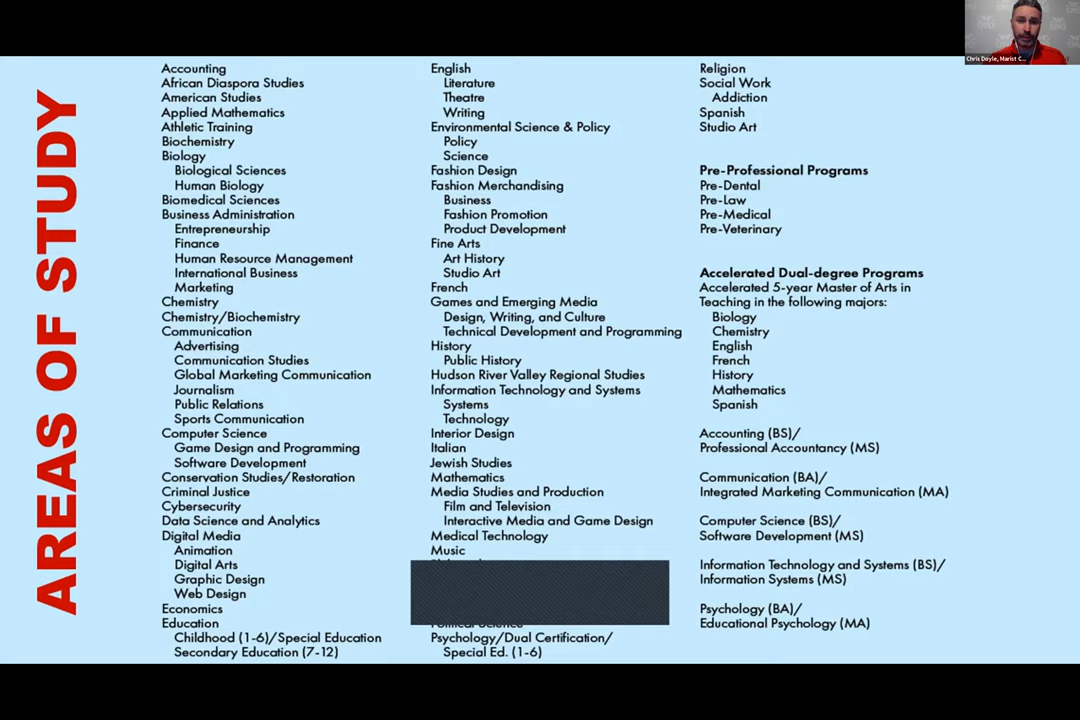 AREAS OF STUDY
Accounting
African Diaspora Studies
American Studies
Applied Mathematics
Athletic Training
Biochemistry
Biology
Biological Sciences
Human Biology
Biomedical Sciences
Business Administration
Entrepreneurship
Finance
Human Resource Management
International Business
Marketing
Chemistry
Chemistry/Biochemistry
Communication
Advertising
Communication Studies
Global Marketing Communication
Journalism
Public Relations
Sports Communication
Computer Science
Game Design and Programming
Software Development
Conservation Studies/Restoration
Criminal Justice
Cybersecurity
Data Science and Analytics
Digital Media
Animation
Digital Arts
Graphic Design
Web Design
Economics
Education
Childhood (1-6)/Special Education
Secondary Education (7-12)
English
Literature
Theatre
Writing
Environmental Science & Policy
Policy
Science
Fashion Design
Fashion Merchandising
Business
Fashion Promotion
Product Development
Fine Arts
Art History
Studio Art
French
Games and Emerging Media
Design, Writing, and Culture
Technical Development and Programming
History
Public History
Hudson River Valley Regional Studies
Information Technology and Systems
Systems
Technology
Interior Design
Italian
Jewish Studies
Mathematics
Media Studies and Production
Film and Television
Interactive Media and Game Design
Medical Technology
Music
Political Science
Psychology/Dual Certification/
Special Ed. (1-6)
Religion
Social Work
Addiction
Spanish
Studio Art
Pre-Professional Programs
Pre-Dental
Pre-Law
Pre-Medical
Pre-Veterinary
Accelerated Dual-degree Programs
Accelerated 5-year Master of Arts in
Teaching in the following majors:
Biology
Chemistry
English
French
History
Mathematics
Spanish
Accounting (BS)/
Professional Accountancy (MS)
Communication (BA)/
Integrated Marketing Communication (MA)
Computer Science (BS)/
Software Development (MS)
Information Technology and Systems (BS)/
Information Systems (MS)
Psychology (BA)/
Educational Psychology (MA)
Chris Doyle, Marist C...